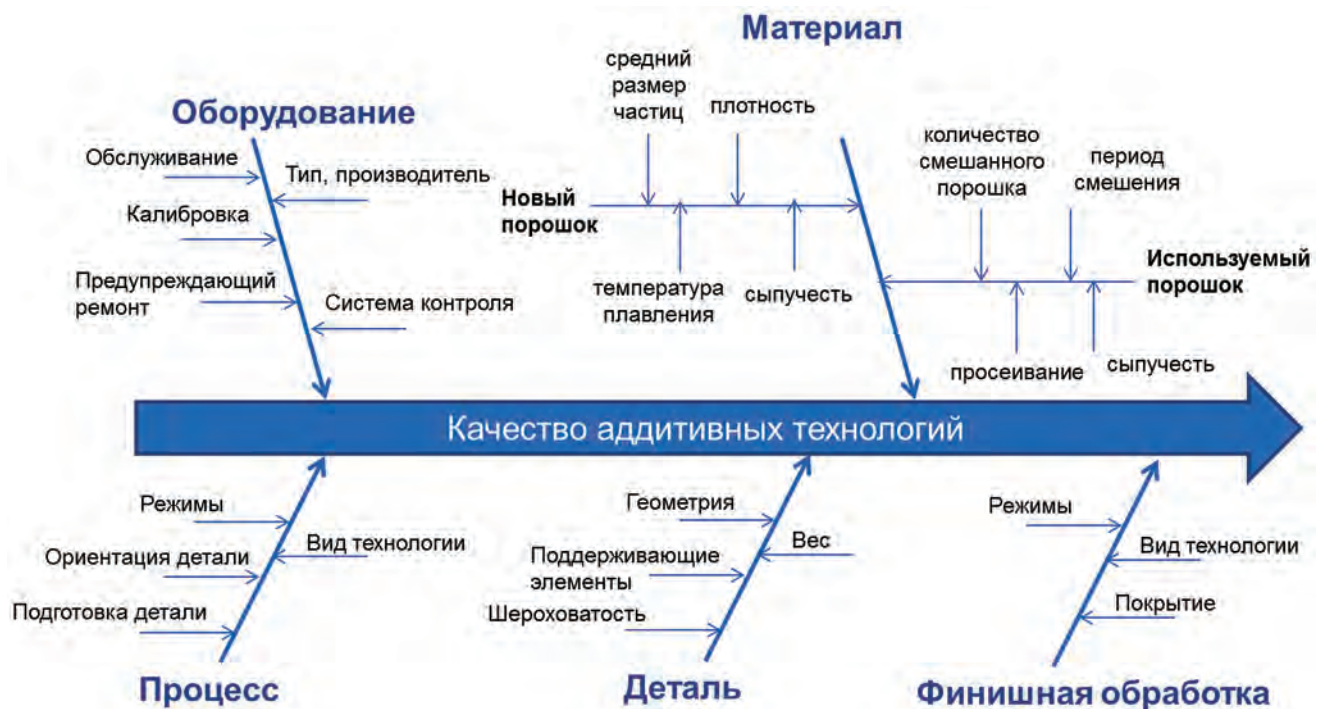 Материал
средний
размер
частиц
плотность
Оборудование
количество
смешанного
порошка
период
смешения
Обслуживание
Тип, производитель
Новый
порошок
Калибровка
Используемый
порошок
Предупреждающий
ремонт
Система контроля
температура
плавления
сыпучесть
просеивание
сыпучесть
Качество аддитивных технологий
Режимы
Вид технологии
Ориентация детали
Подготовка детали
Геометрия
Вес
Поддерживающие
элементы
Шероховатость
Режимы
Вид технологии
Покрытие
Процесс
Деталь
Финишная обработка